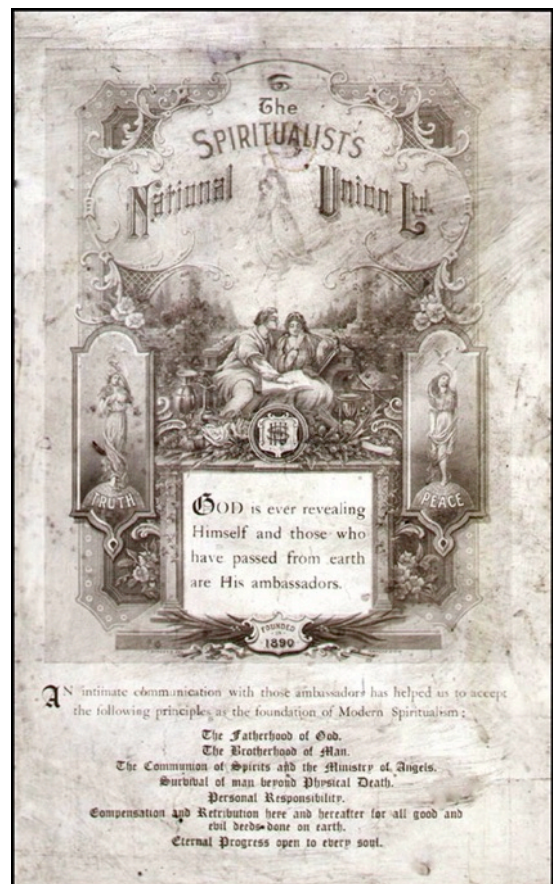 The
SPIRITUALISTS
National Union Ltd.
TRUTH
PEACE
GOD is ever revealing
Himself and those who
have passed from earth
are His ambassadors.
FOUNDED
IN
1890
AN intimate communication with those ambassadors has helped us to accept
the following principles as the foundation of Modern Spiritualism:
The Fatherhood of God.
The Brotherhood of Man.
The Communion of Spirits and the Ministry of Angels.
Survival of man beyond Physical Death.
Personal Responsibility.
Compensation and Retribution here and hereafter for all good and
evil deeds done on earth.
Eternal Progress open to every soul.